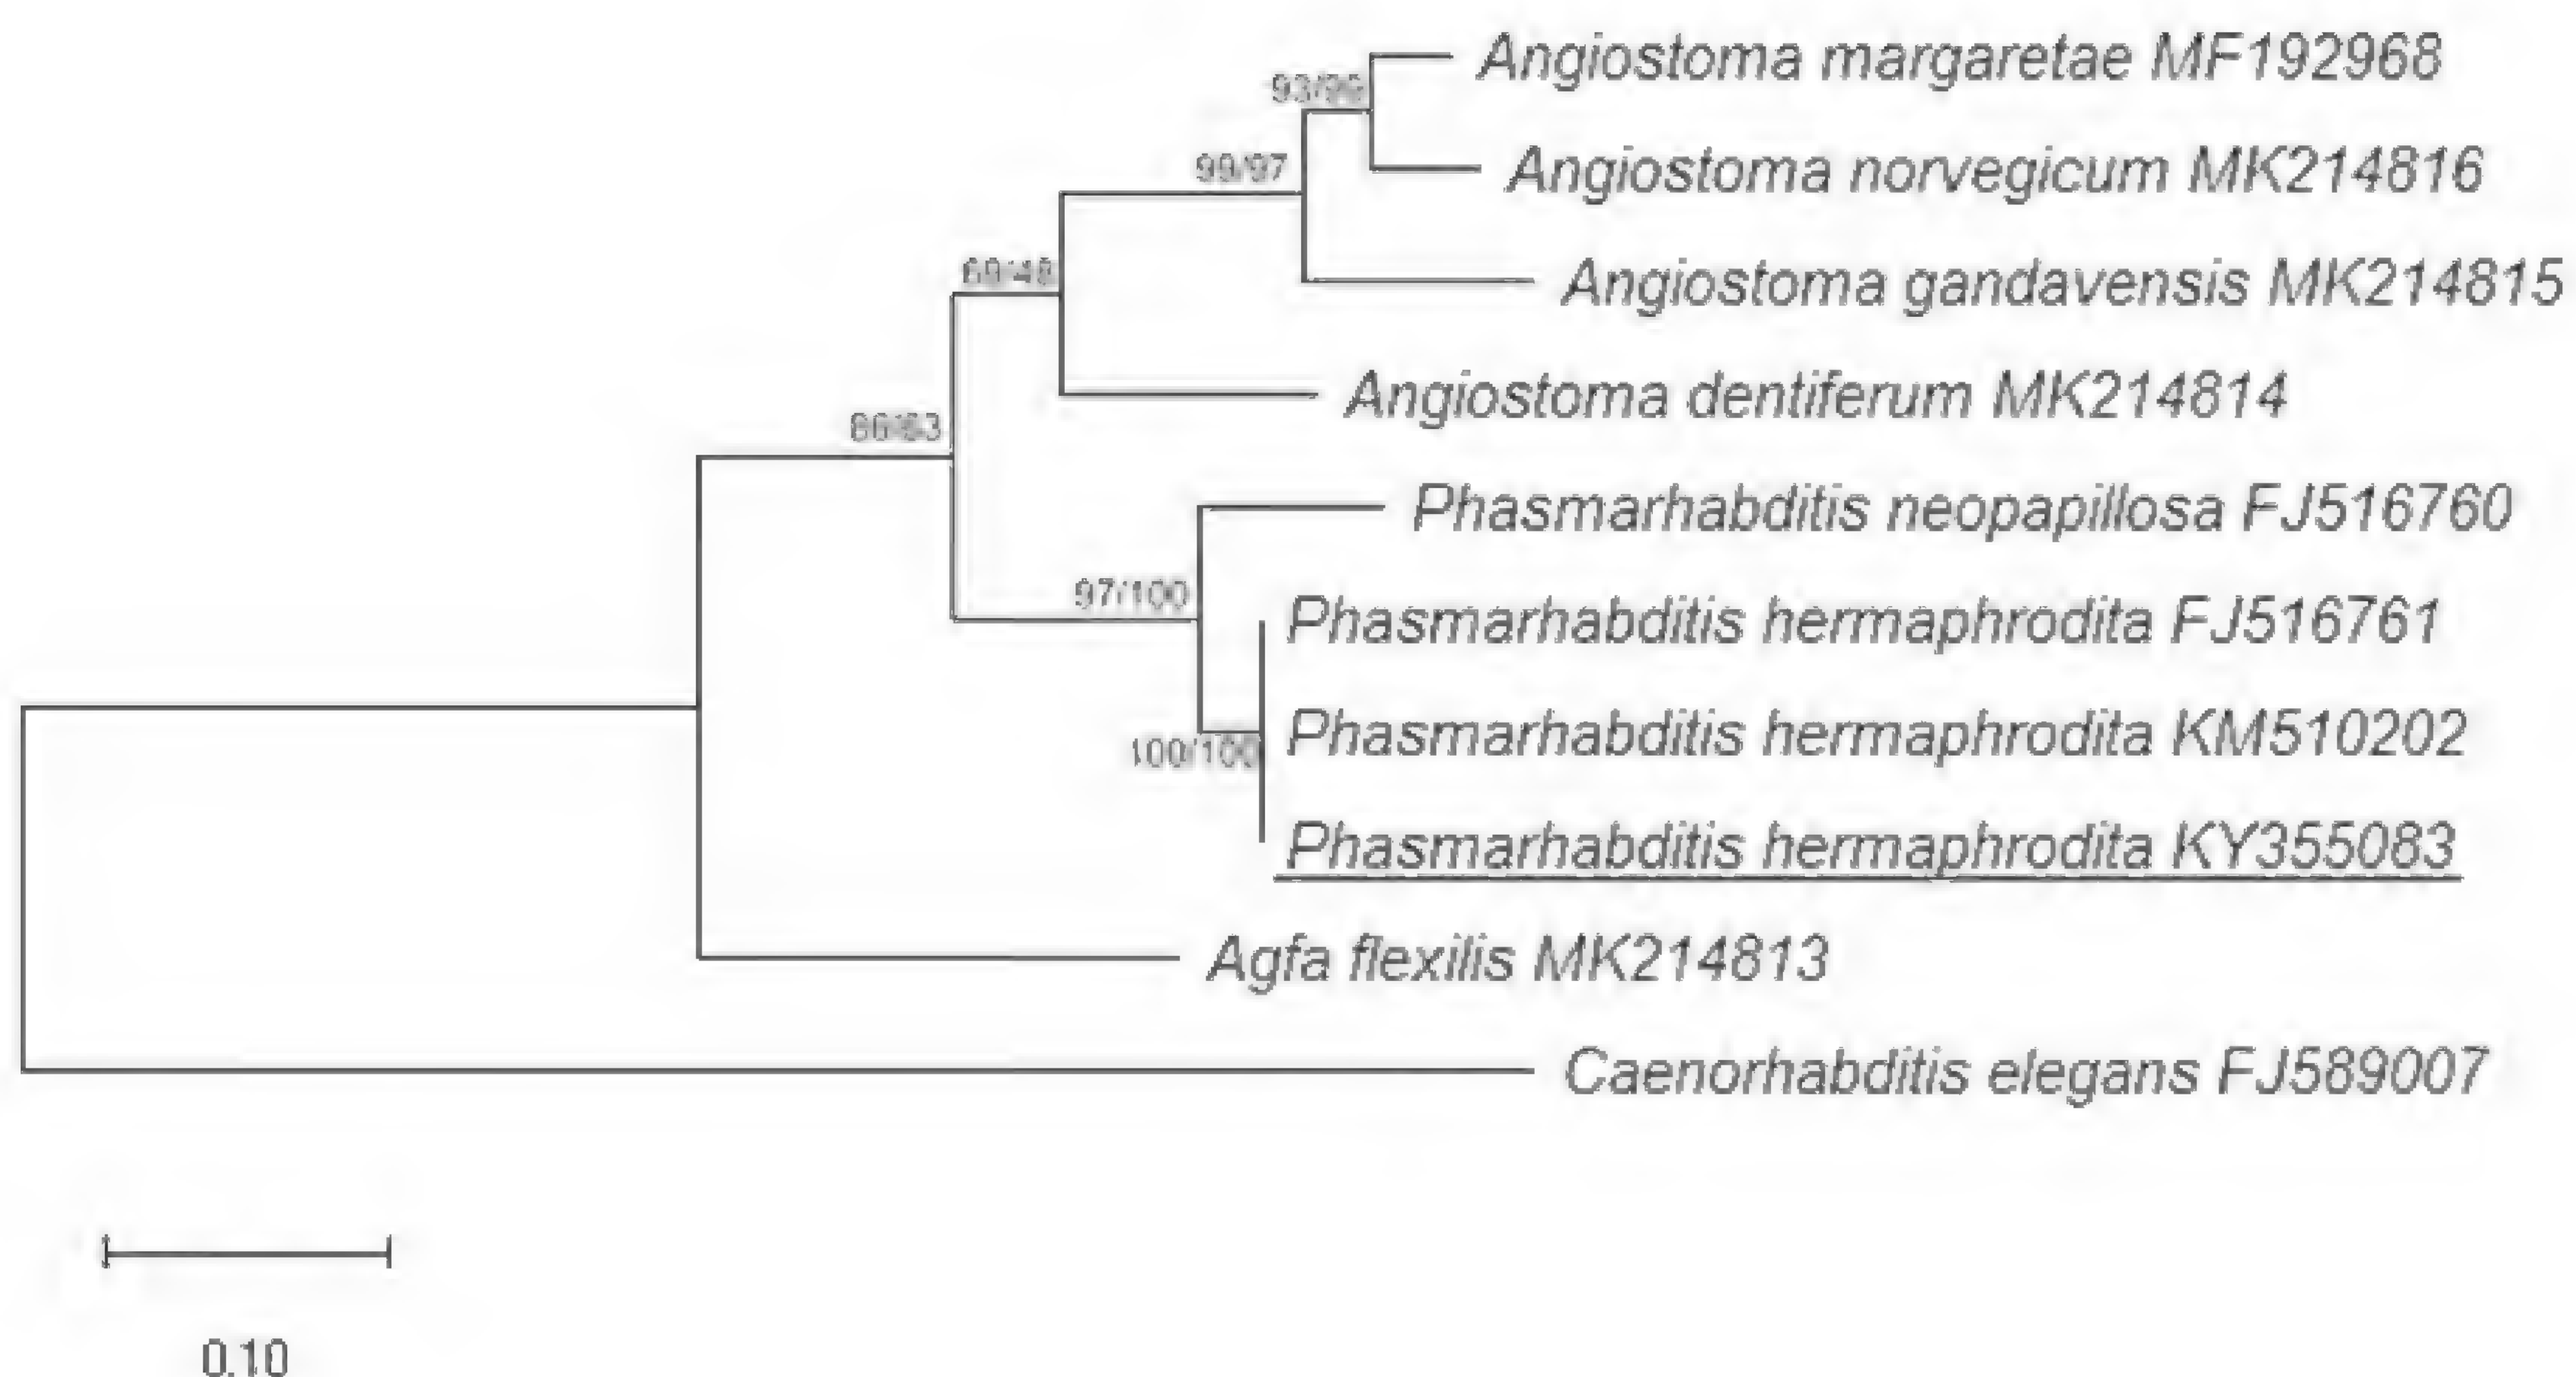 Angiostoma margaretae MF192968
93/99
Angiostoma norvegicum MK214816
99/97
Angiostoma gandavensis MK214815
69/48
Angiostoma dentiferum MK214814
Phasmarhabditis neopapillosa FJ516760
97/100
Phasmarhabditis hermaphrodita FJ516761
Phasmarhabditis hermaphrodita KM510202
100/100
Phasmarhabditis hermaphrodita KY355083
Agfa flexilis MK214813
Caenorhabditis elegans FJ589007
0.10